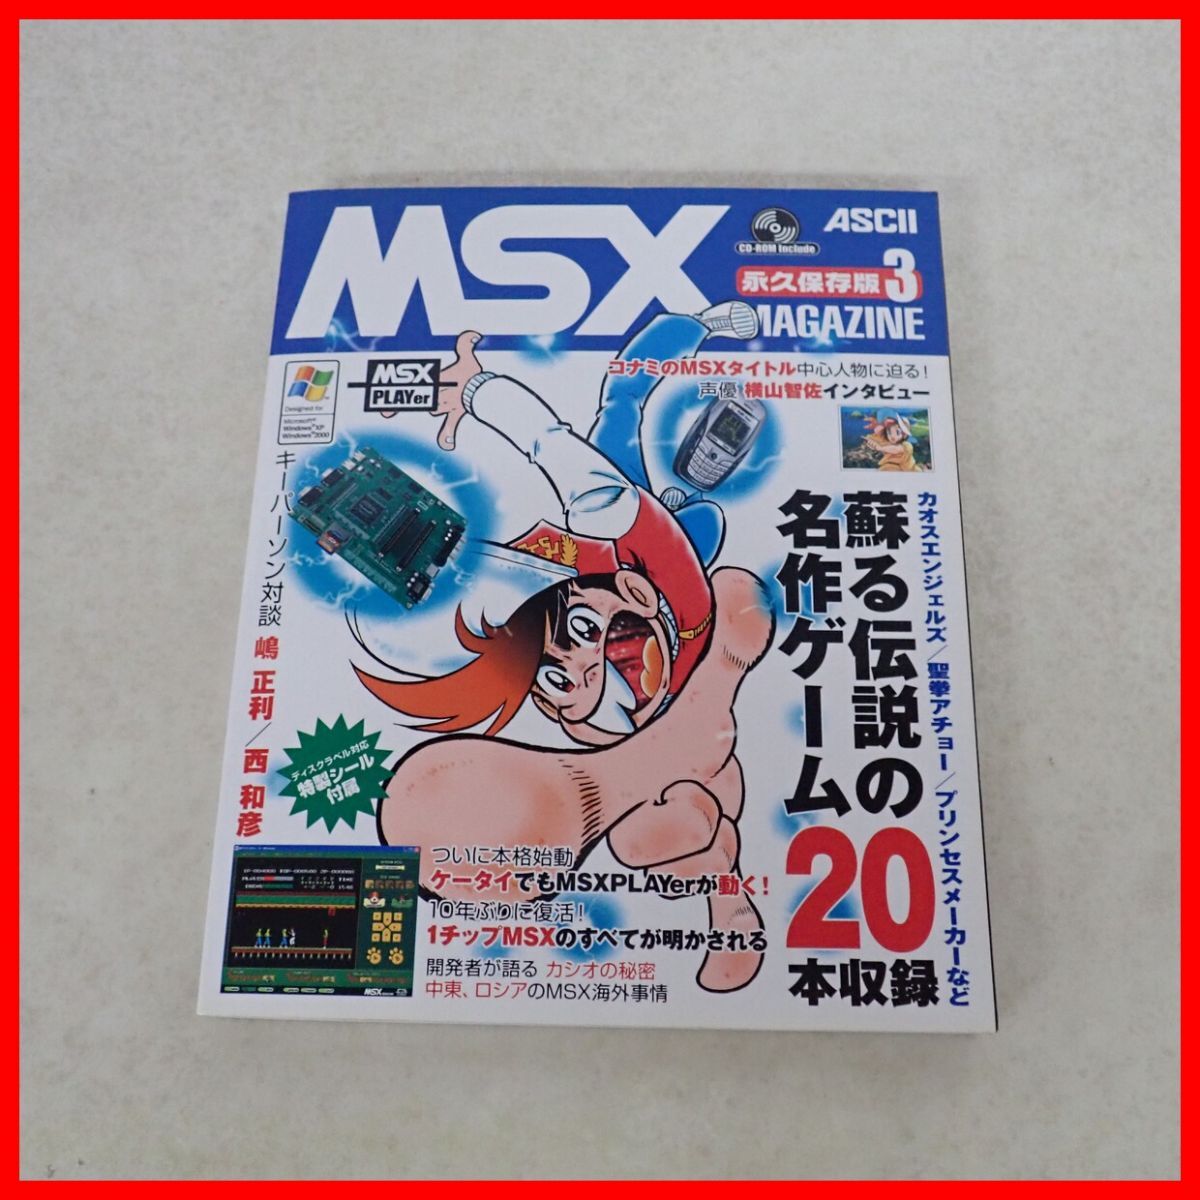 MSX
CD-ROM Include
ASCII
永久保存版3
MAGAZINE
コナミのMSXタイトル中心人物に迫る!
声優 横山智佐インタビュー
MSX
PLAYer
Designed for
Microsoft®
Windows®XP
Windows®2000
キーパーソン対談 嶋 正利/西 和彦
カオスエンジェルズ/聖拳アチョー/プリンセスメーカーなど
蘇る伝説の
名作ゲーム
20
本収録
ディスクラベル対応
特製シール
付属
ついに本格始動
ケータイでもMSXPLAYerが動く!
10年ぶりに復活!
1チップMSXのすべてが明かされる
開発者が語る カシオの秘密
中東、ロシアのMSX海外事情
MSX